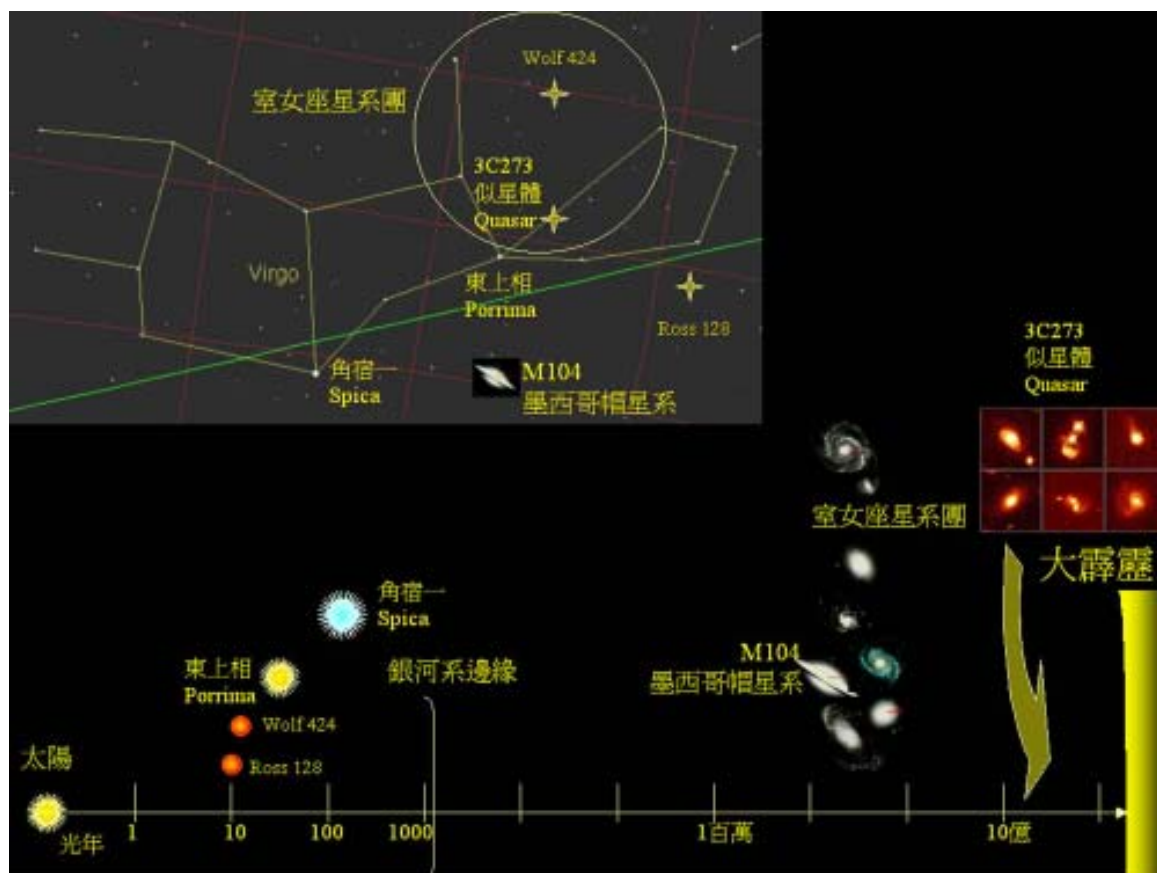 Wolf 424
室女座星系團
3C273
似星體
Quasar
Virgo
東上相
Porrima
Ross 128
角宿一
Spica
M104
墨西哥帽星系
3C273
似星體
Quasar
室女座星系團
大霹靂
角宿一
Spica
東上相
Porrima
銀河系邊緣
M104
墨西哥帽星系
Wolf 424
Ross 128
太陽
光年
1
10
100
1000
1百萬
10億